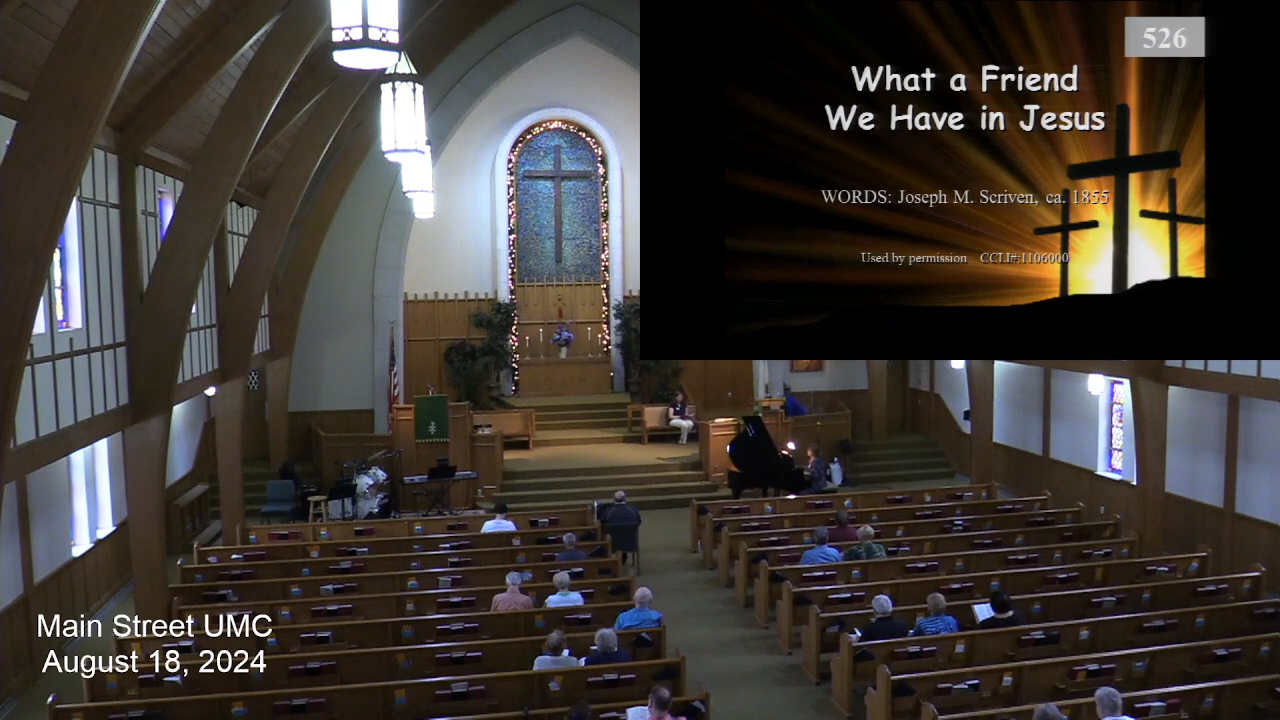 526
What a Friend
We Have in Jesus
WORDS: Joseph M. Scriven, ca. 1855
Used by permission CCLI#:1106000
Main Street UMC
August 18, 2024